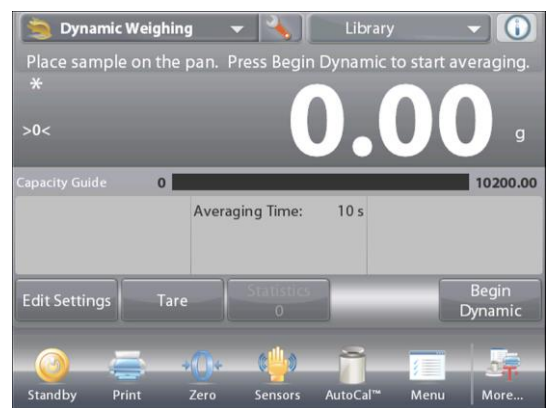 Dynamic Weighing Library
Place sample on the pan. Press Begin Dynamic to start averaging.
*
>0<
0.00 g
Capacity Guide 0 10200.00
Averaging Time: 10 s
Edit Settings Tare Statistics 0 Begin Dynamic
Standby Print Zero Sensors AutoCal™ Menu More...